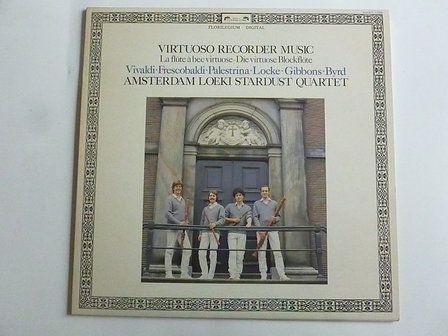 FLORILEGIUM DIGITAL
VIRTUOSO RECORDER MUSIC
La flûte à bec virtuose · Die virtuose Blockflöte
Vivaldi · Frescobaldi · Palestrina · Locke · Gibbons · Byrd
AMSTERDAM LOEKI STARDUST QUARTET